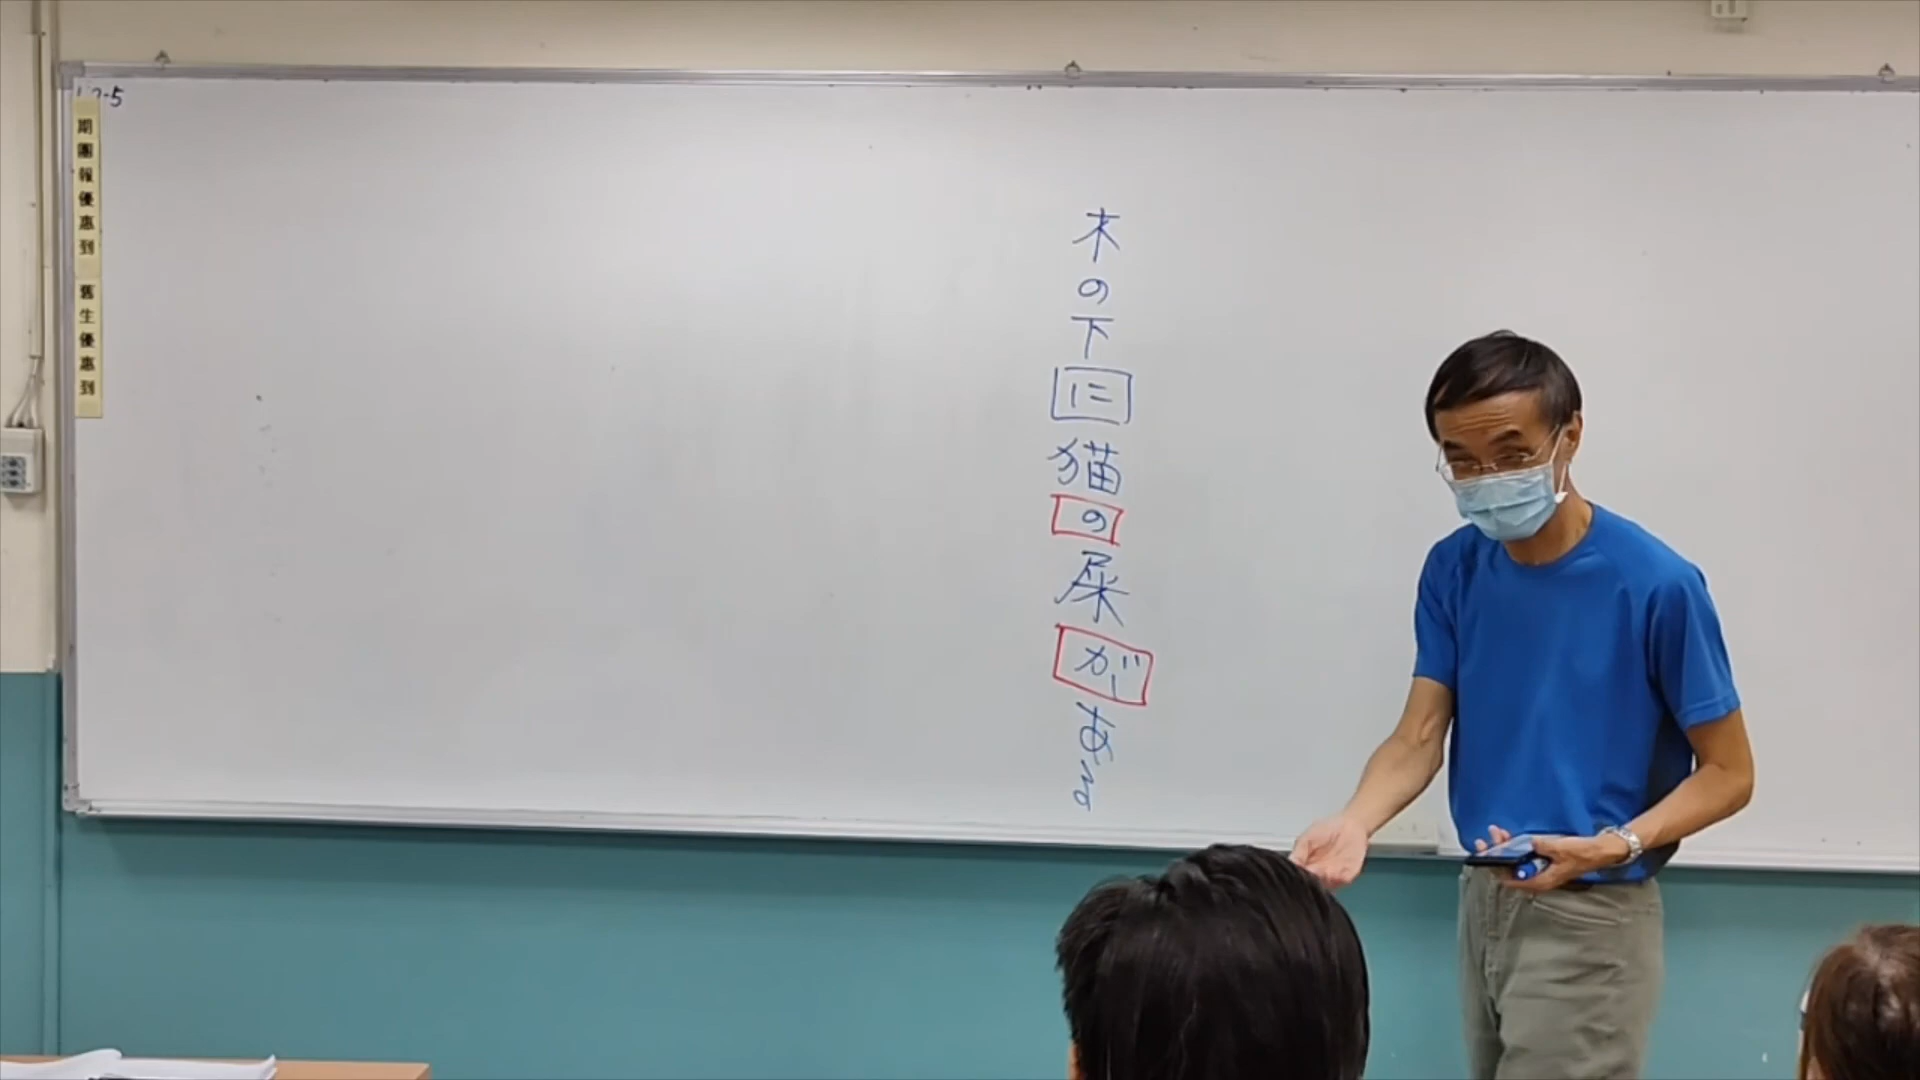 期團報優惠到
舊生優惠到
木の下に猫の屎がある